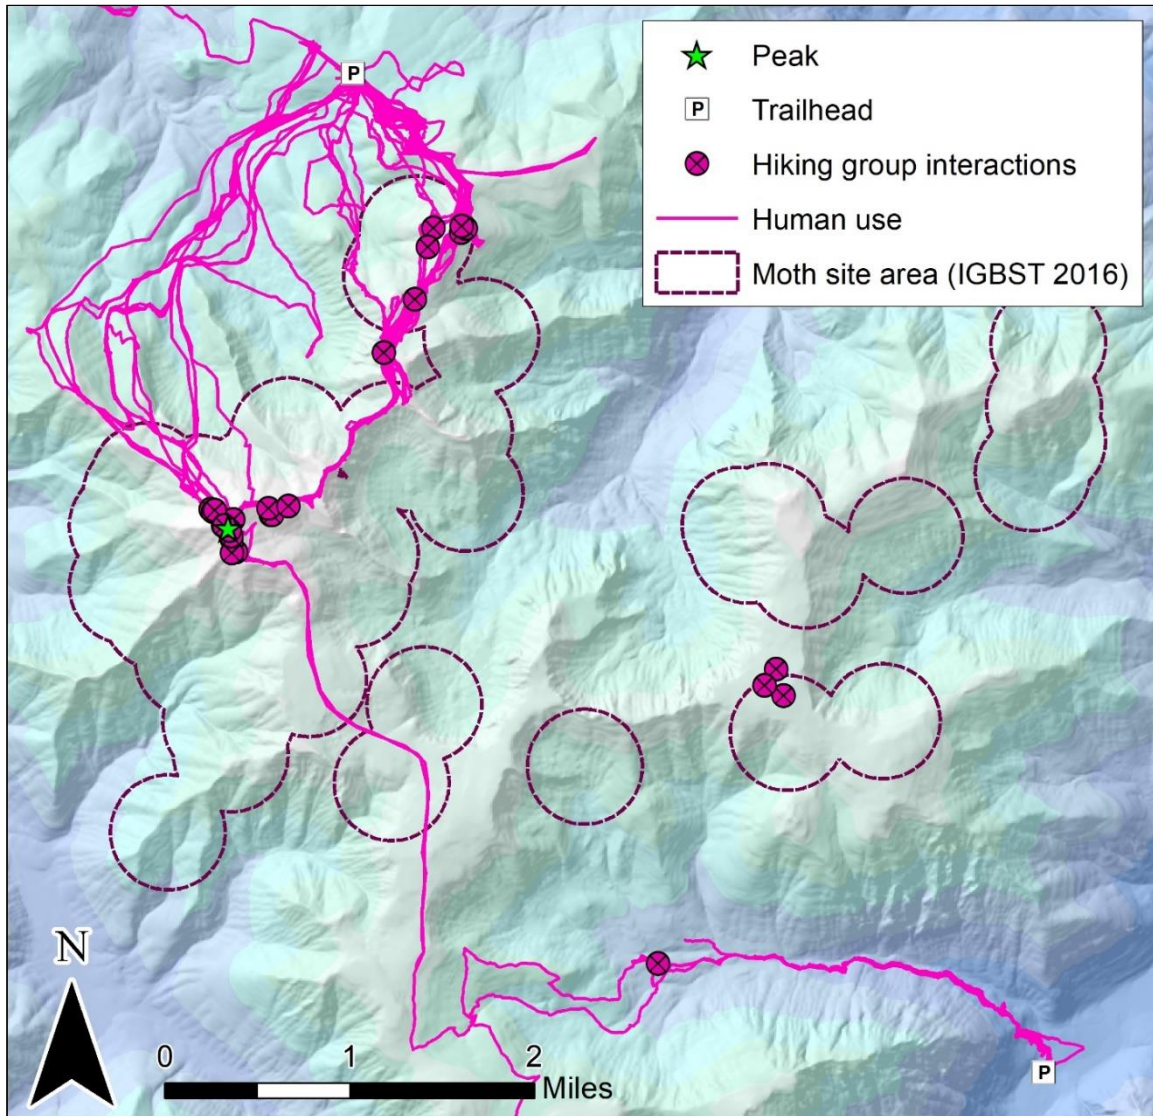 P
Peak
P Trailhead
Hiking group interactions
Human use
Moth site area (IGBST 2016)
N
0 1 2
Miles
P